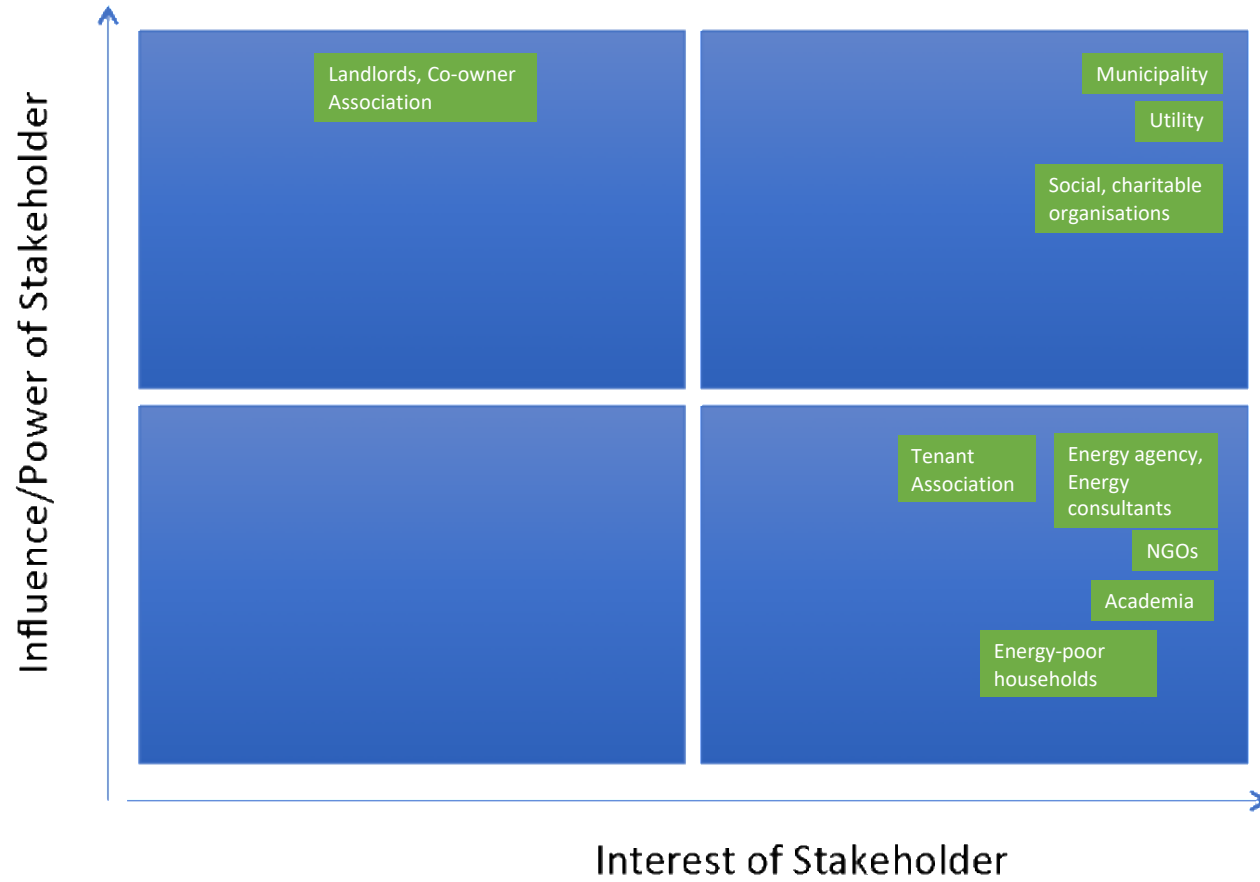 Influence/Power of Stakeholder
Landlords, Co-owner
Association
Municipality
Utility
Social, charitable
organisations
Tenant
Association
Energy agency,
Energy
consultants
NGOs
Academia
Energy-poor
households
Interest of Stakeholder